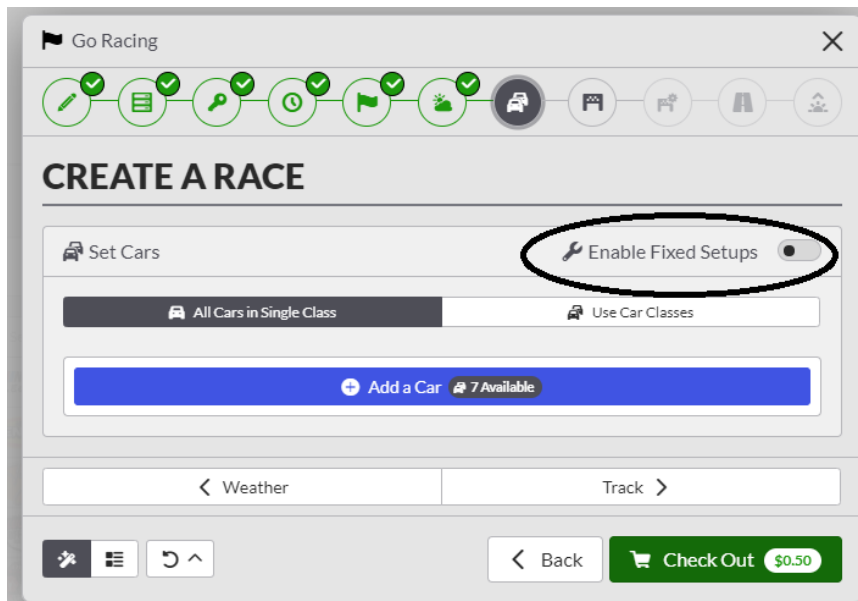 Go Racing
CREATE A RACE
Set Cars
Enable Fixed Setups
All Cars in Single Class
Use Car Classes
Add a Car 7 Available
Weather
Track
Back
Check Out $0.50